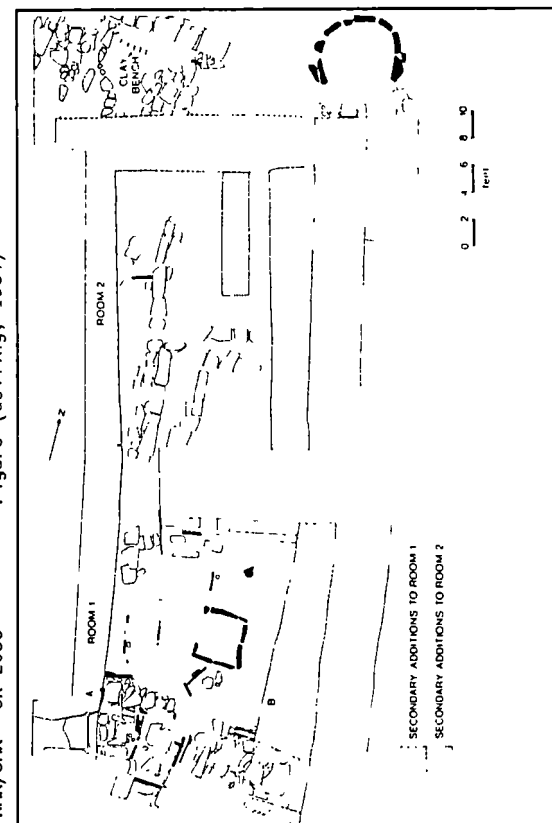 Figure
CLAY
BENCH
ROOM 2
N
ROOM 1
A
B
0 2 4 6 8 10
feet
SECONDARY ADDITIONS TO ROOM 1
SECONDARY ADDITIONS TO ROOM 2